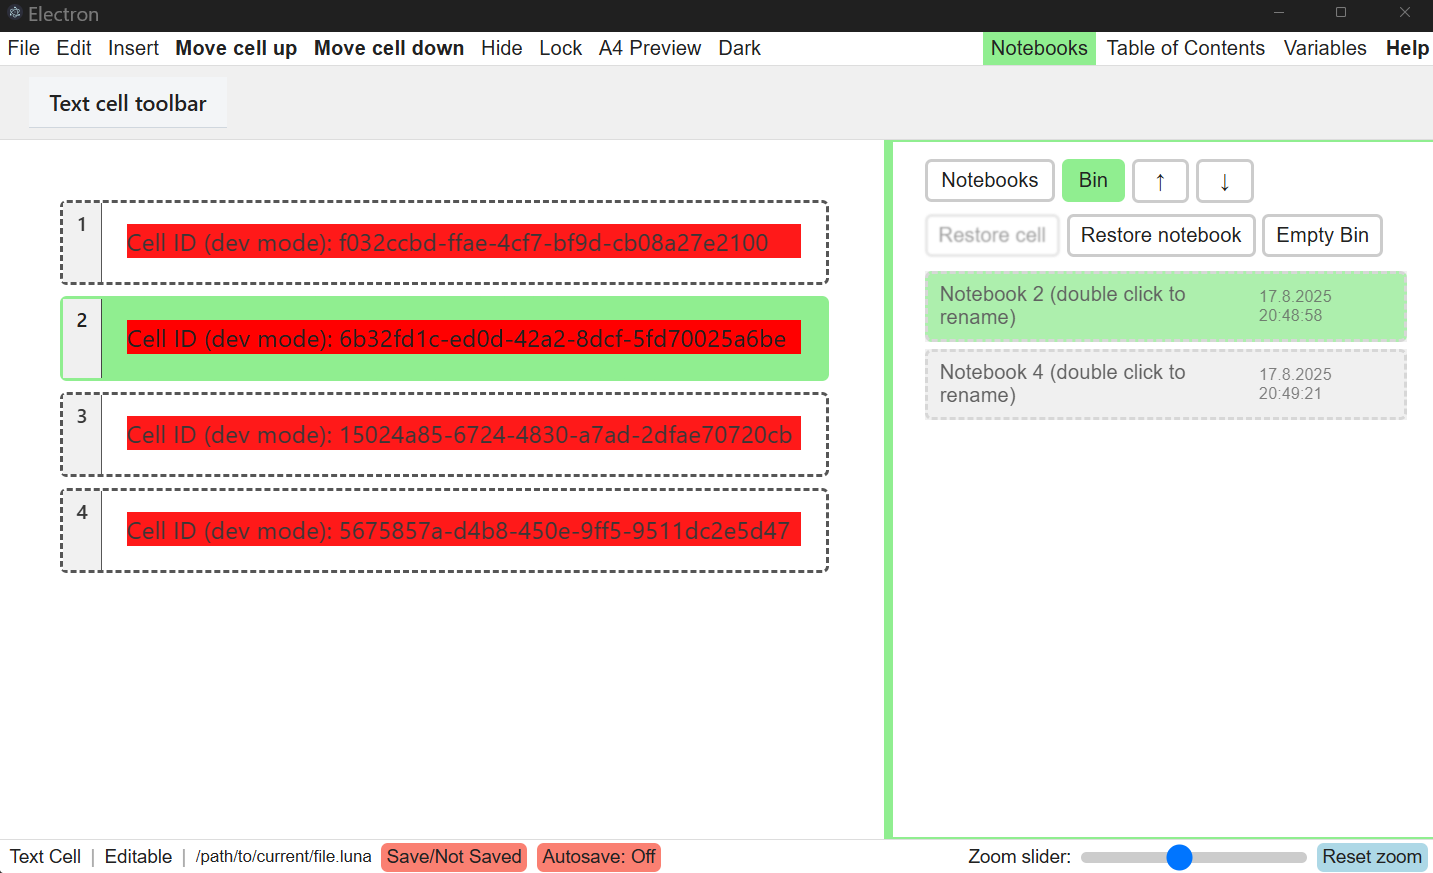 Electron
File Edit Insert Move cell up Move cell down Hide Lock A4 Preview Dark Notebooks Table of Contents Variables Help
Text cell toolbar
1
Cell ID (dev mode): f032ccbd-ffae-4cf7-bf9d-cb08a27e2100
2
Cell ID (dev mode): 6b32fd1c-ed0d-42a2-8dcf-5fd70025a6be
3
Cell ID (dev mode): 15024a85-6724-4830-a7ad-2dfae70720cb
4
Cell ID (dev mode): 5675857a-d4b8-450e-9ff5-9511dc2e5d47
Notebooks Bin ↑ ↓
Restore cell Restore notebook Empty Bin
Notebook 2 (double click to
rename)
17.8.2025
20:48:58
Notebook 4 (double click to
rename)
17.8.2025
20:49:21
Text Cell | Editable | /path/to/current/file.luna Save/Not Saved Autosave: Off Zoom slider: Reset zoom